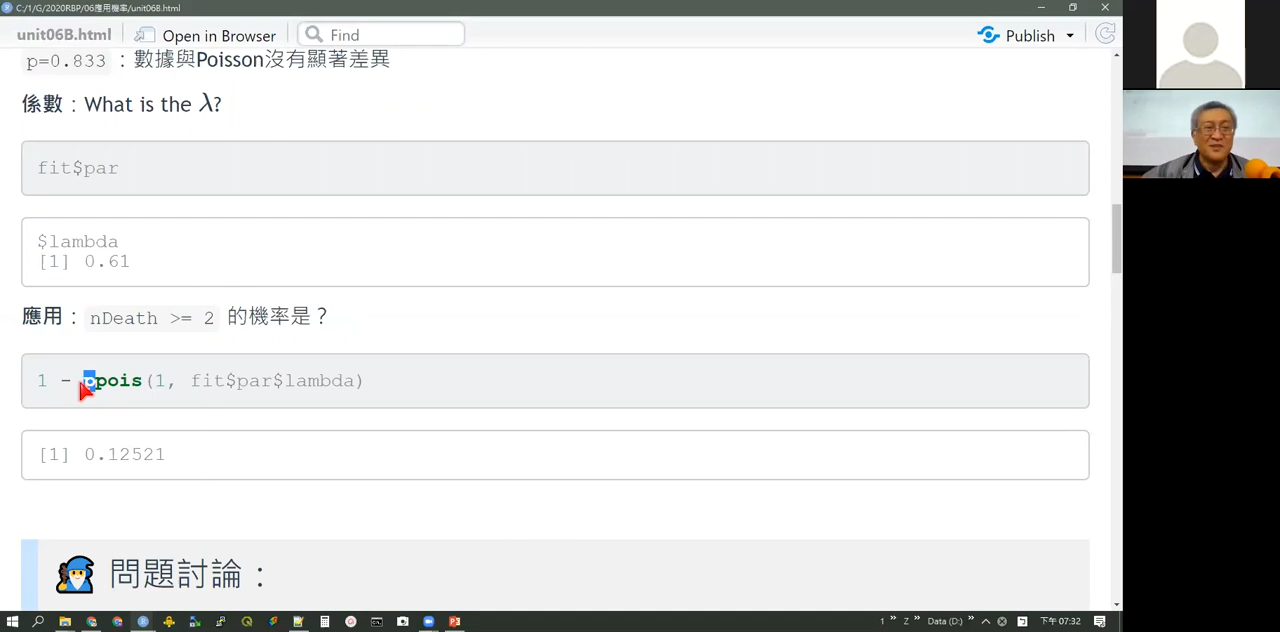 C:/1/G/2020RBP/06應用機率/unit06B.html
unit06B.html
Open in Browser
Find
Publish
p=0.833 : 數據與Poisson沒有顯著差異
係數 : What is the λ?
fit$par
$lambda
[1] 0.61
應用 : nDeath >= 2 的機率是？
1 - ppois(1, fit$par$lambda)
[1] 0.12521
問題討論 :
1 » Z » Data (D:) » 下午 07:32